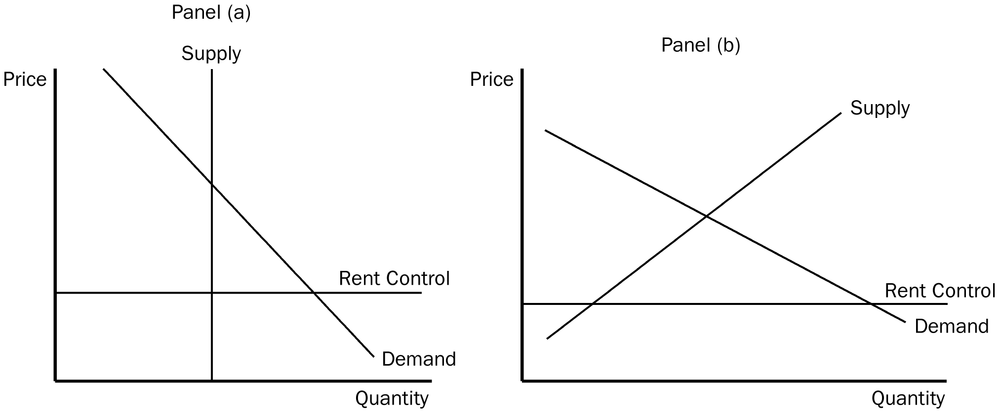 Panel (a)
Supply
Price
Rent Control
Demand
Quantity
Panel (b)
Price
Supply
Rent Control
Demand
Quantity